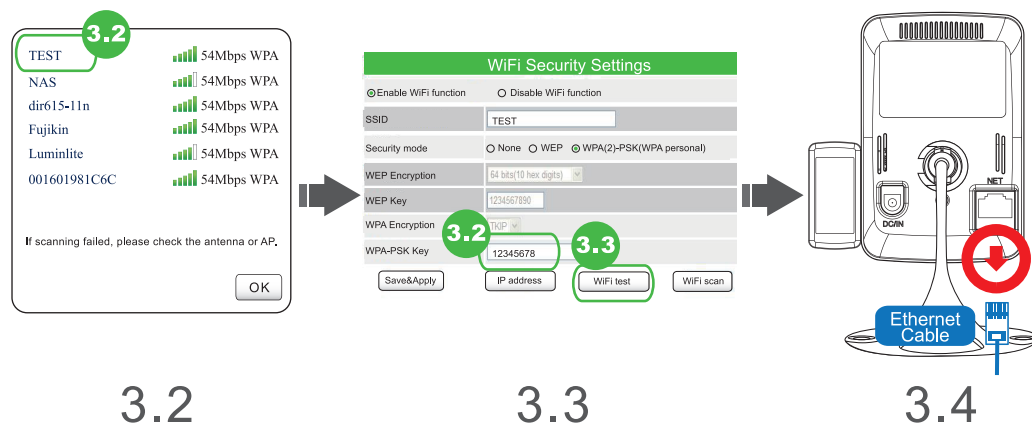 3.2
TEST 54Mbps WPA
NAS 54Mbps WPA
dir615-11n 54Mbps WPA
Fujikin 54Mbps WPA
Luminlite 54Mbps WPA
001601981C6C 54Mbps WPA
If scanning failed, please check the antenna or AP.
OK
3.2
WiFi Security Settings
Enable WiFi function Disable WiFi function
SSID TEST
Security mode None WEP WPA(2)-PSK(WPA personal)
WEP Encryption 64 bits(10 hex digits)
WEP Key 1234567890
WPA Encryption TKIP
3.2 3.3
WPA-PSK Key 12345678
Save&Apply IP address WiFi test WiFi scan
3.3
NET
DC/IN
Ethernet
Cable
3.4